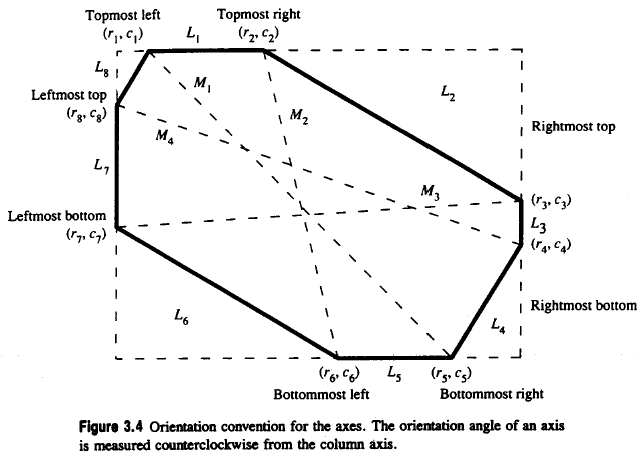 Topmost left
Topmost right
(r₁, c₁)
L₁
(r₂, c₂)
L₈
M₁
L₂
Leftmost top
(r₈, c₈)
M₂
M₄
Rightmost top
L₇
M₃
(r₃, c₃)
Leftmost bottom
L₃
(r₇, c₇)
(r₄, c₄)
Rightmost bottom
L₆
L₄
(r₆, c₆)
L₅
(r₅, c₅)
Bottommost left
Bottommost right
Figure 3.4 Orientation convention for the axes. The orientation angle of an axis
is measured counterclockwise from the column axis.